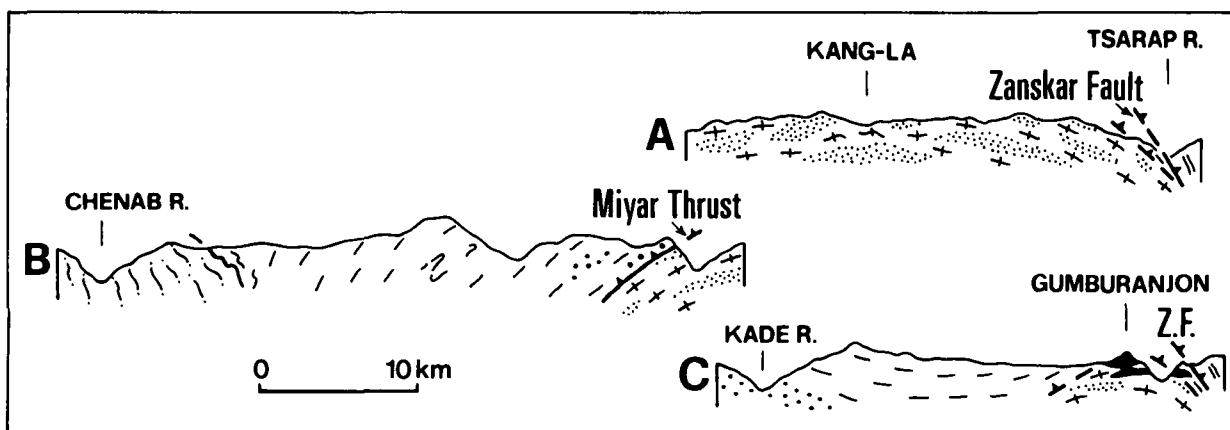 KANG-LA
TSARAP R.
Zanskar Fault
A
CHENAB R.
Miyar Thrust
B
GUMBURANJON
Z.F.
KADE R.
C
0 10 km